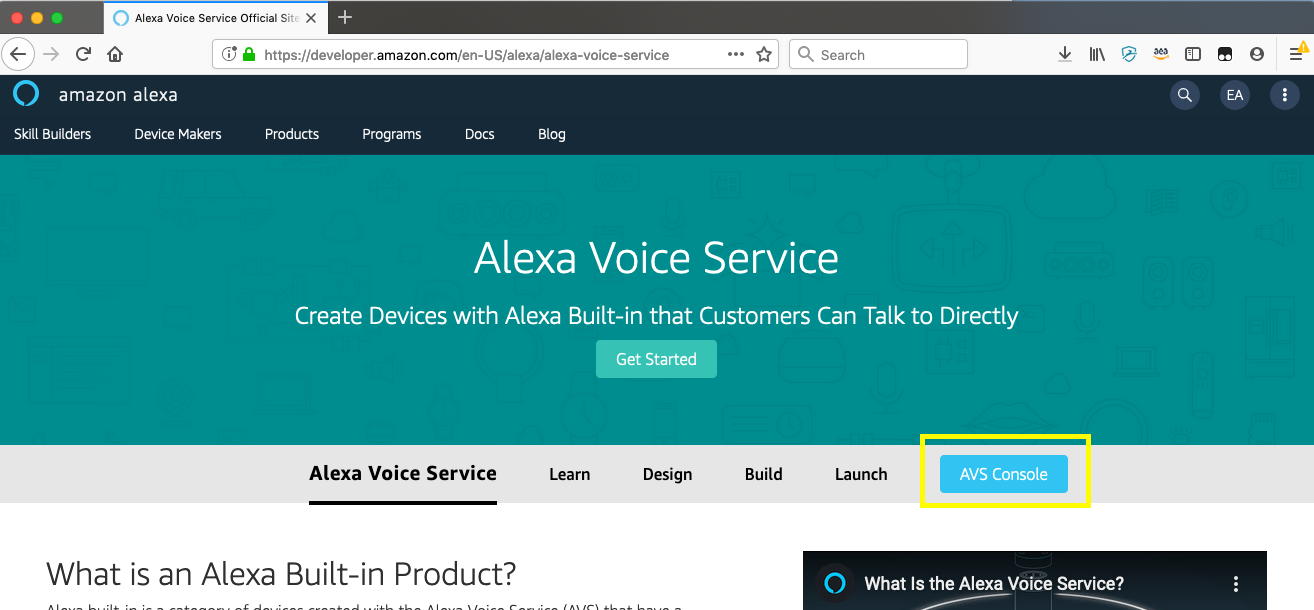 Alexa Voice Service Official Site
https://developer.amazon.com/en-US/alexa/alexa-voice-service
Search
amazon alexa
EA
Skill Builders
Device Makers
Products
Programs
Docs
Blog
Alexa Voice Service
Create Devices with Alexa Built-in that Customers Can Talk to Directly
Get Started
Alexa Voice Service
Learn
Design
Build
Launch
AVS Console
What is an Alexa Built-in Product?
What Is the Alexa Voice Service?
Alexa built-in is a category of devices created with the Alexa Voice Service (AVS) that have a